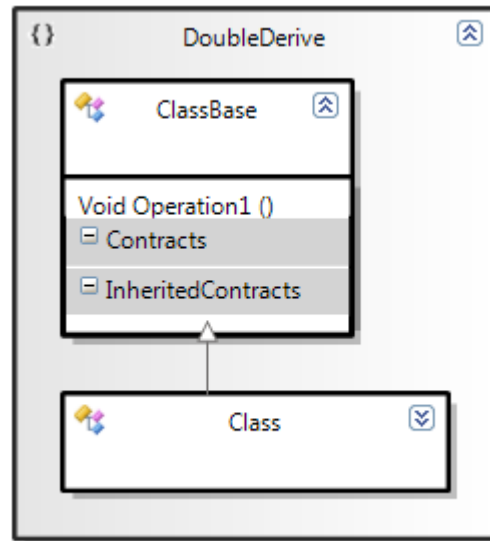 {} DoubleDerive
ClassBase
Void Operation1 ()
Contracts
InheritedContracts
Class